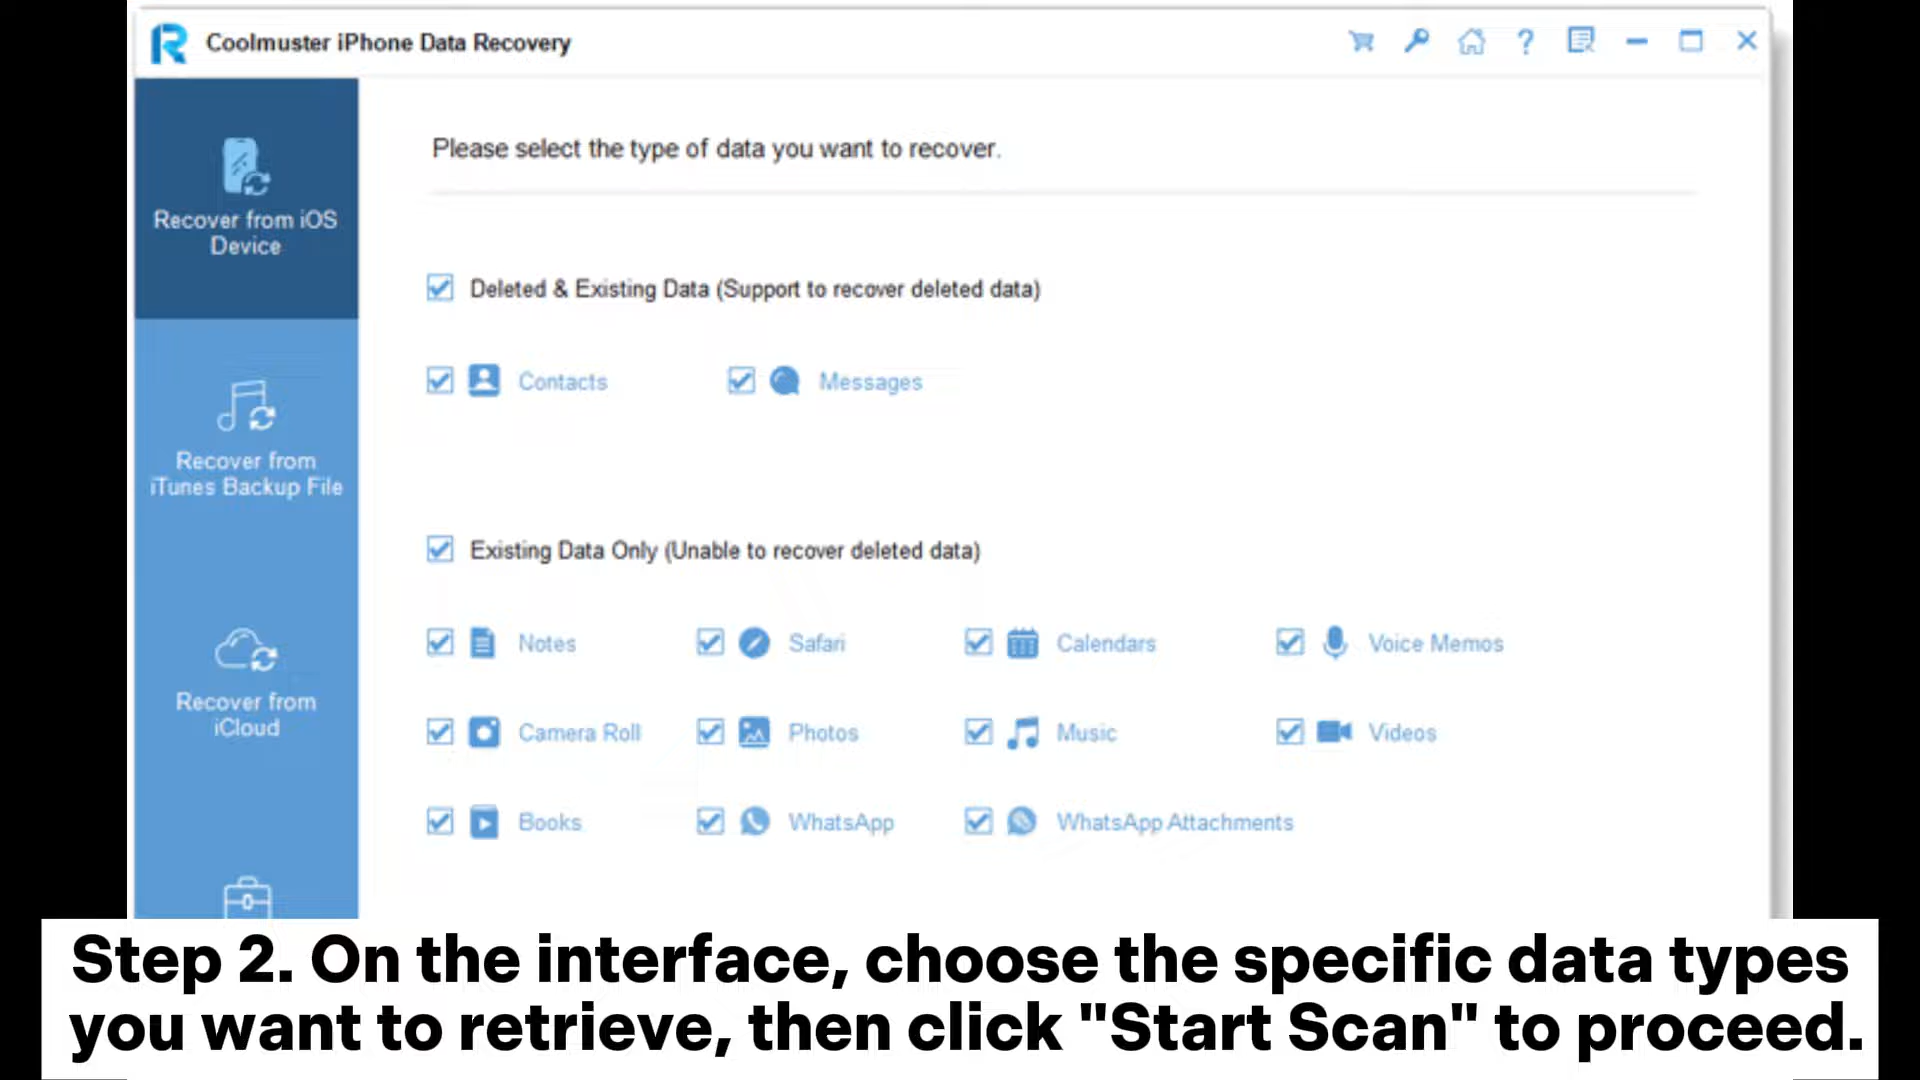 Coolmuster iPhone Data Recovery
Recover from iOS
Device
Recover from
iTunes Backup File
Recover from
iCloud
Please select the type of data you want to recover.
Deleted & Existing Data (Support to recover deleted data)
Contacts
Messages
Existing Data Only (Unable to recover deleted data)
Notes
Safari
Calendars
Voice Memos
Camera Roll
Photos
Music
Videos
Books
WhatsApp
WhatsApp Attachments
Step 2. On the interface, choose the specific data types
you want to retrieve, then click "Start Scan" to proceed.